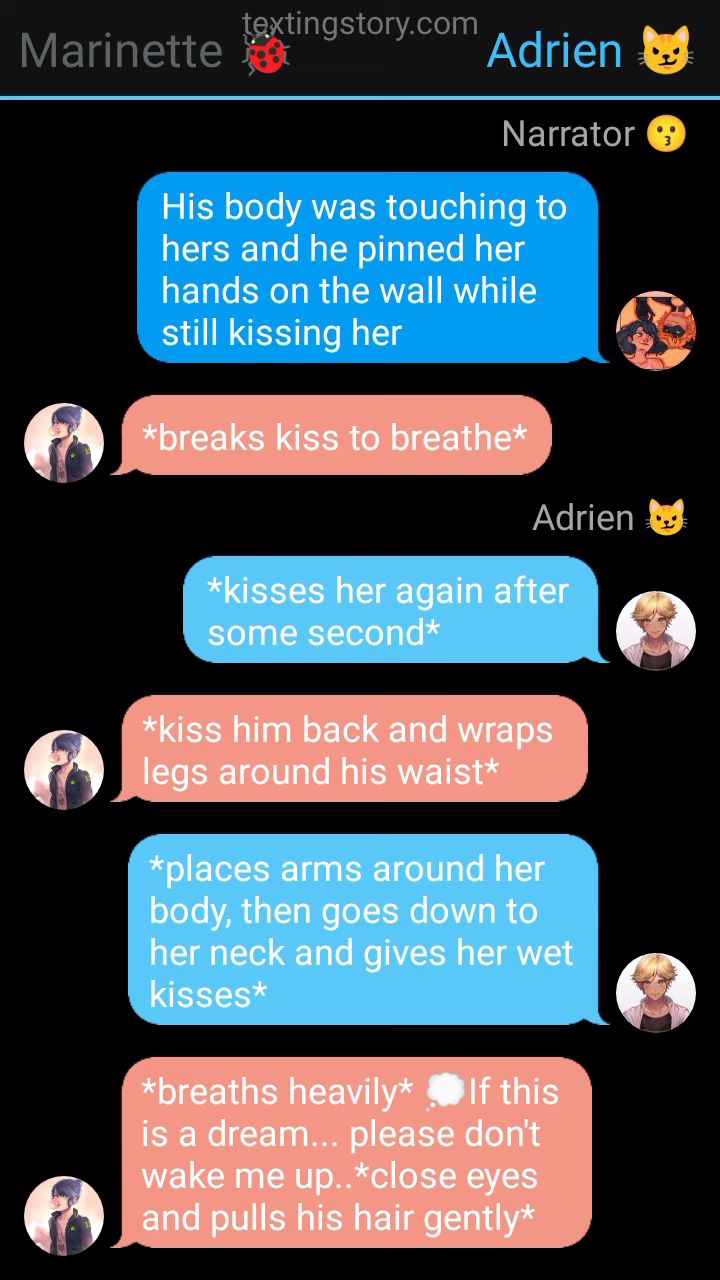 textingstory.com
Marinette 🐞
Adrien 😼
Narrator 😗
His body was touching to
hers and he pinned her
hands on the wall while
still kissing her
*breaks kiss to breathe*
Adrien 😼
*kisses her again after
some second*
*kiss him back and wraps
legs around his waist*
*places arms around her
body, then goes down to
her neck and gives her wet
kisses*
*breaths heavily* 💭If this
is a dream... please don't
wake me up..*close eyes
and pulls his hair gently*